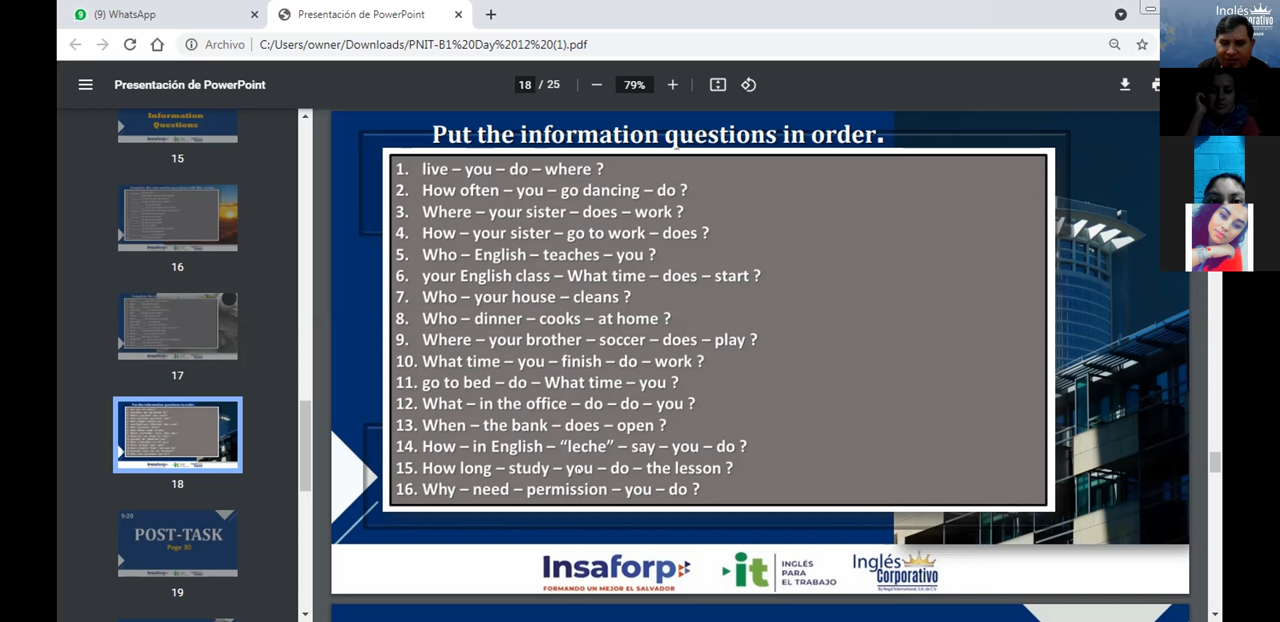 (9) WhatsApp
Presentación de PowerPoint
Archivo
C:/Users/owner/Downloads/PNIT-B1%20Day%2012%20(1).pdf
Presentación de PowerPoint
18 / 25
79%
Inglés
Corporativo
Information
Questions
15
16
17
18
9:20
POST-TASK
Page 30
19
Put the information questions in order.
1. live – you – do – where ?
2. How often – you – go dancing – do ?
3. Where – your sister – does – work ?
4. How – your sister – go to work – does ?
5. Who – English – teaches – you ?
6. your English class – What time – does – start ?
7. Who – your house – cleans ?
8. Who – dinner – cooks – at home ?
9. Where – your brother – soccer – does – play ?
10. What time – you – finish – do – work ?
11. go to bed – do – What time – you ?
12. What – in the office – do – do – you ?
13. When – the bank – does – open ?
14. How – in English – “leche” – say – you – do ?
15. How long – study – you – do – the lesson ?
16. Why – need – permission – you – do ?
Insaforp
FORMANDO UN MEJOR EL SALVADOR
it
INGLÉS
PARA
EL TRABAJO
Inglés
Corporativo